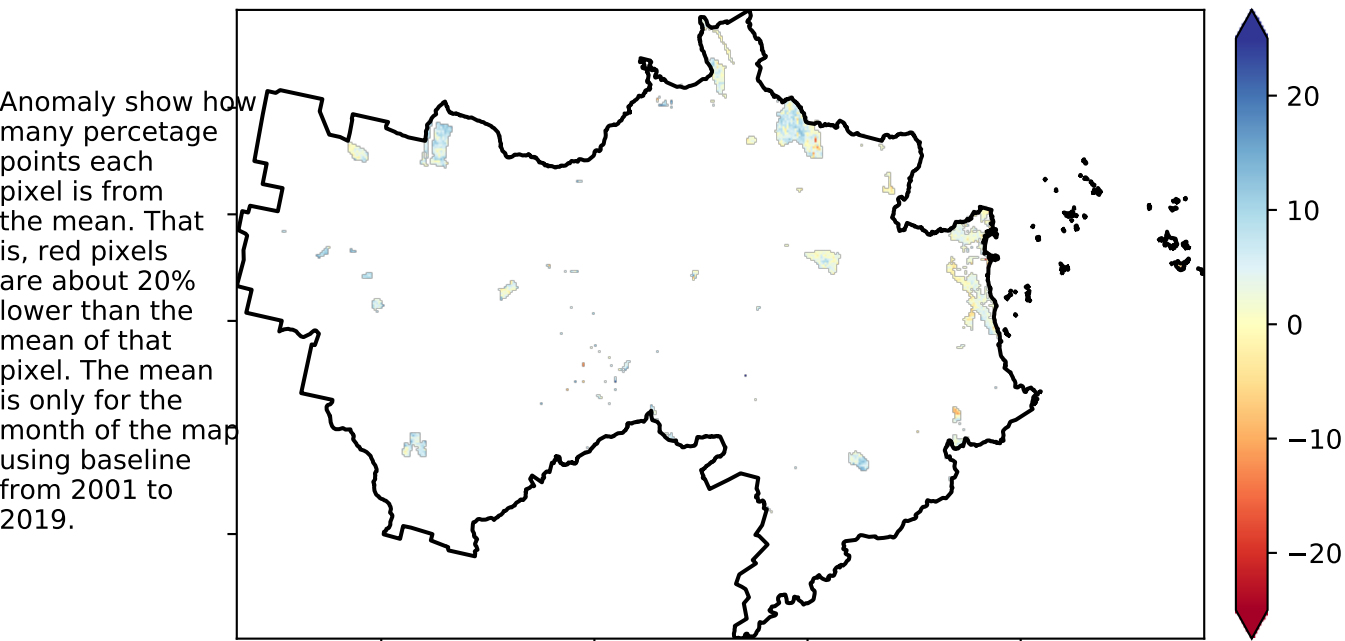 Anomaly show how
many percetage
points each
pixel is from
the mean. That
is, red pixels
are about 20%
lower than the
mean of that
pixel. The mean
is only for the
month of the map
using baseline
from 2001 to
2019.
20
10
0
−10
−20